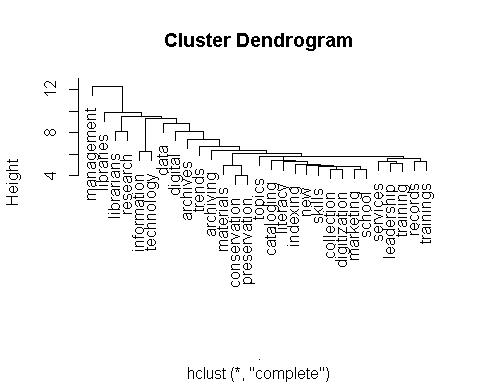 Cluster Dendrogram
Height
12
8
4
management
libraries
librarians
research
information
technology
data
digital
archives
trends
archiving
materials
conservation
preservation
topics
cataloding
literacy
indexing
new
skills
collection
digitization
marketing
school
services
leadership
training
records
trainings
.
hclust (*, "complete")